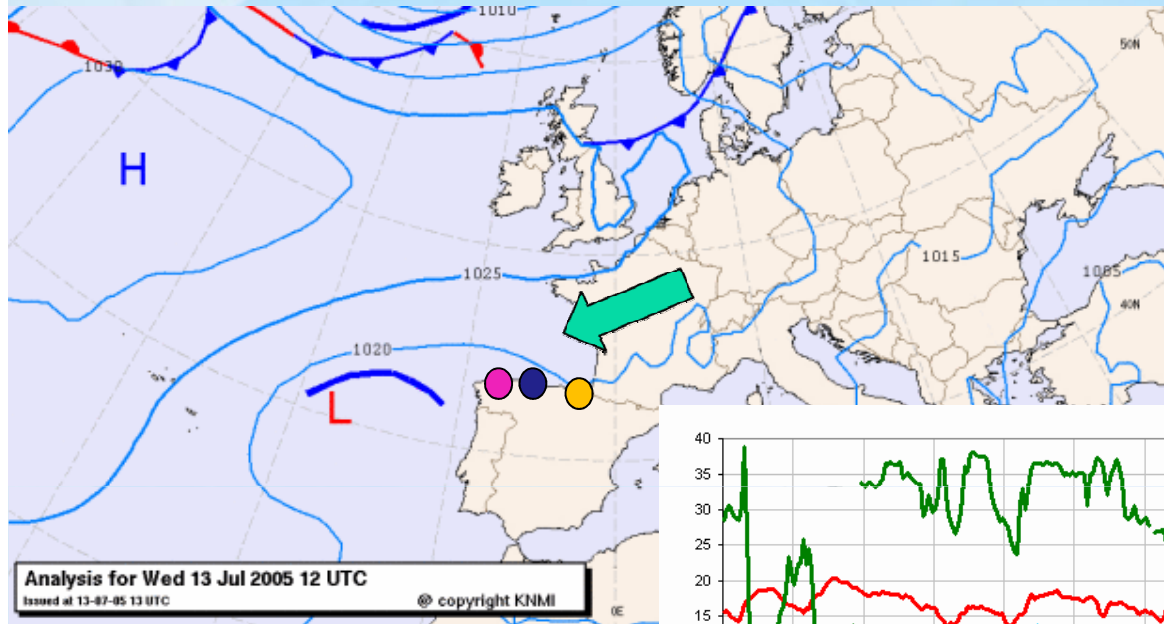 1010
50N
1030
H
1015
1025
1005
40N
1020
L
40
35
30
25
20
15
Analysis for Wed 13 Jul 2005 12 UTC
Issued at 13-07-05 13 UTC @ copyright KNMI
0E